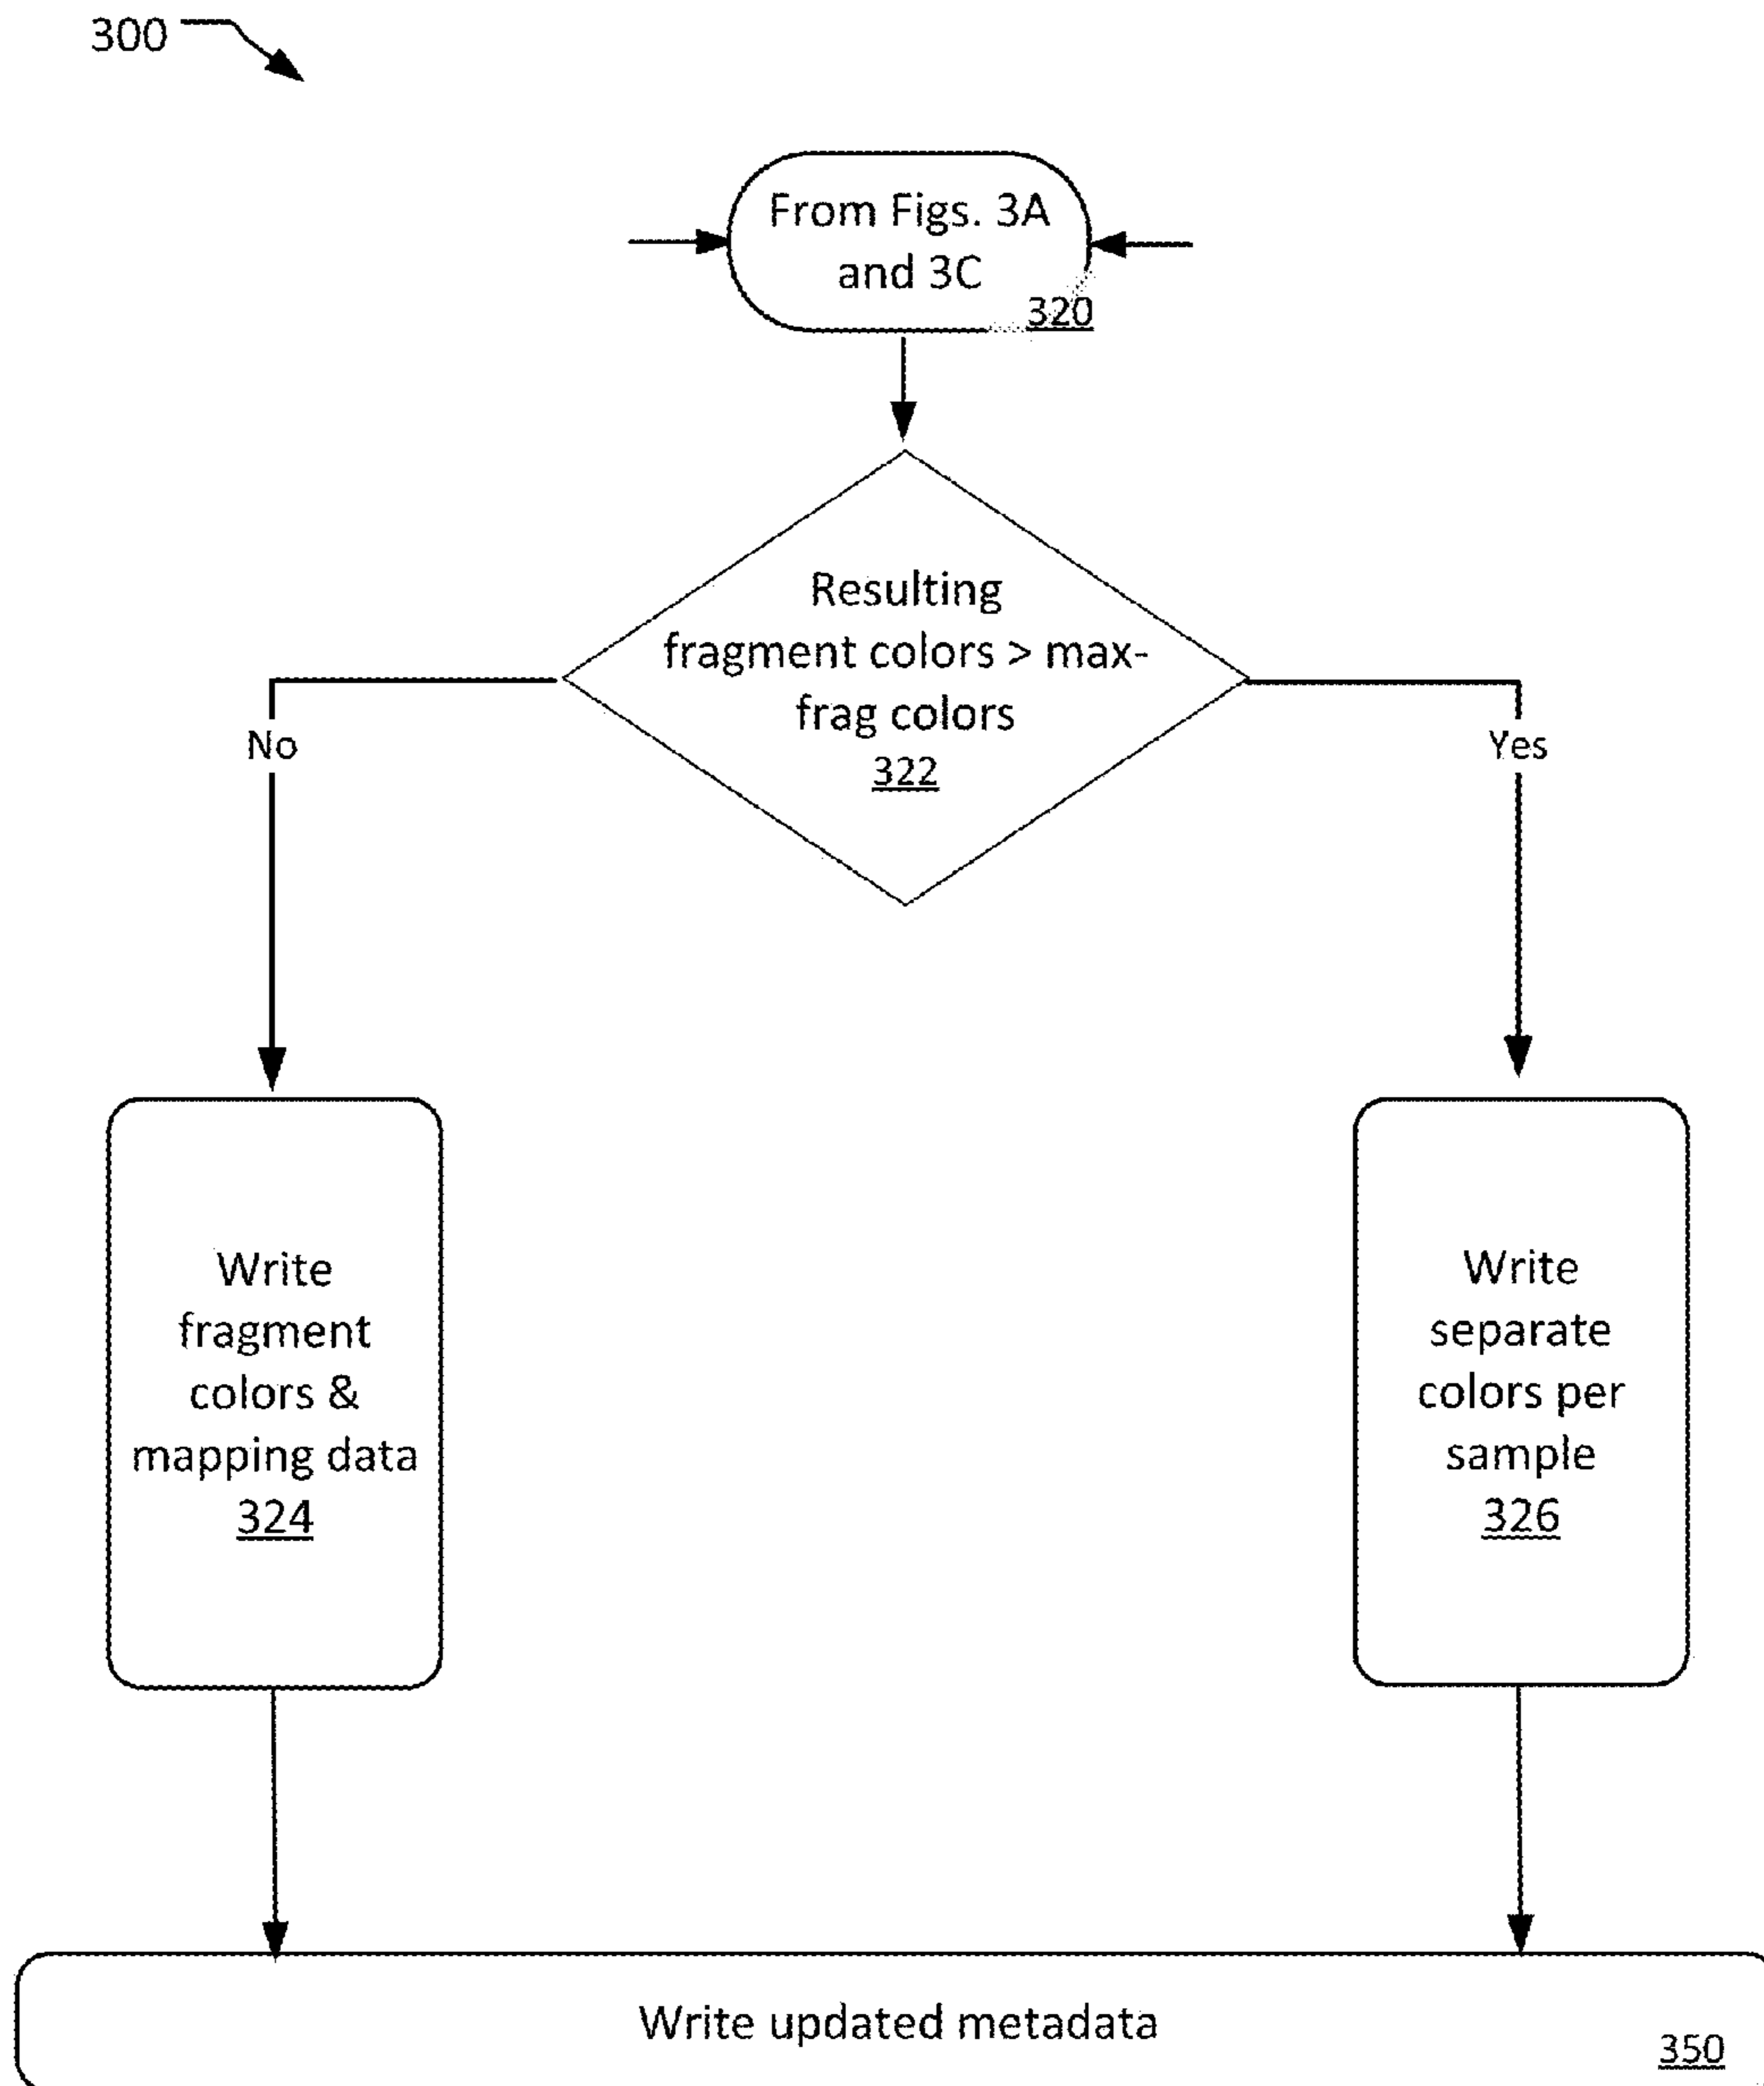 300
From Figs. 3A
and 3C
320
Resulting
fragment colors > max-
frag colors
322
No
Yes
Write
fragment
colors &
mapping data
324
Write
separate
colors per
sample
326
Write updated metadata
350